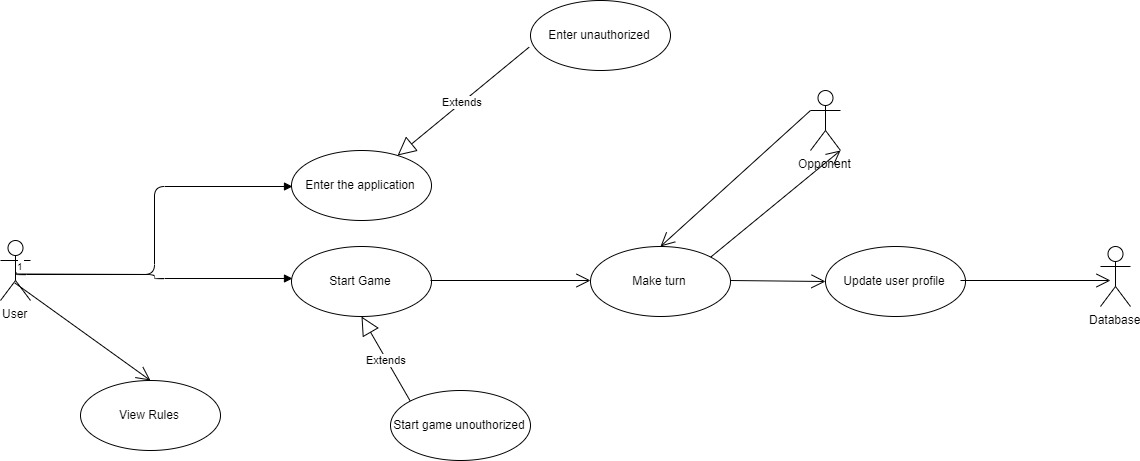 Enter unauthorized
Extends
Opponent
Enter the application
1
User
Start Game
Make turn
Update user profile
Database
Extends
View Rules
Start game unouthorized